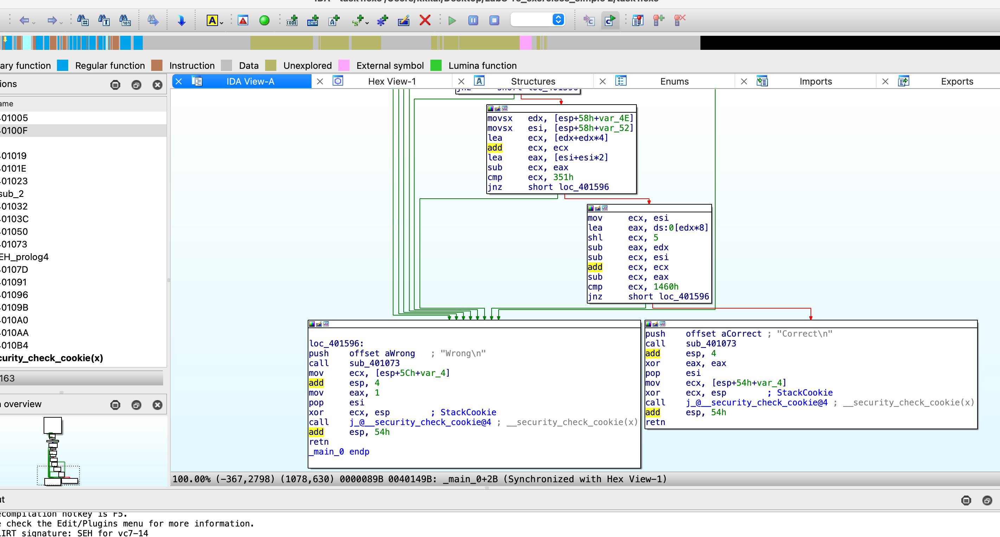 ary function Regular function Instruction Data Unexplored External symbol Lumina function
ions
IDA View-A Hex View-1 Structures Enums Imports Exports
ame
01005
0100F
01019
0101E
01023
sub_2
01032
0103C
01050
01073
EH_prolog4
0107D
01091
01096
0109B
010A0
010AA
010B4
curity_check_cookie(x)
163
overview
jnz short loc_401596
movsx edx, [esp+58h+var_4E]
movsx esi, [esp+58h+var_52]
lea ecx, [edx+edx*4]
add ecx, ecx
lea eax, [esi+esi*2]
sub ecx, eax
cmp ecx, 351h
jnz short loc_401596
mov ecx, esi
lea eax, ds:0[edx*8]
shl ecx, 5
sub eax, edx
sub ecx, esi
add ecx, ecx
sub ecx, eax
cmp ecx, 1460h
jnz short loc_401596
loc_401596:
push offset aWrong ; "Wrong\n"
call sub_401073
mov ecx, [esp+5Ch+var_4]
add esp, 4
mov eax, 1
pop esi
xor ecx, esp ; StackCookie
call j_@__security_check_cookie@4 ; __security_check_cookie(x)
add esp, 54h
retn
_main_0 endp
push offset aCorrect ; "Correct\n"
call sub_401073
add esp, 4
xor eax, eax
pop esi
mov ecx, [esp+54h+var_4]
xor ecx, esp ; StackCookie
call j_@__security_check_cookie@4 ; __security_check_cookie(x)
add esp, 54h
retn
100.00% (-367,2798) (1078,630) 0000089B 0040149B: _main_0+2B (Synchronized with Hex View-1)
ut
ecompilation hotkey is F5.
e check the Edit/Plugins menu for more information.
LIRT signature: SEH for vc7-14